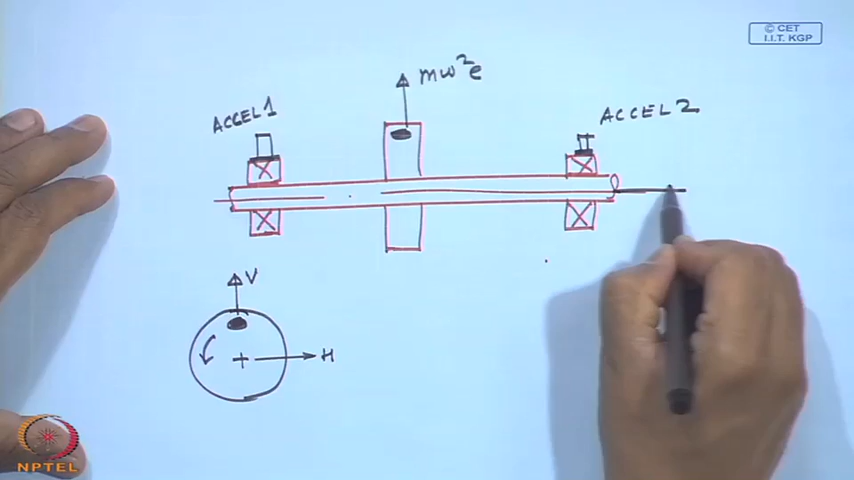 © CET
I.I.T. KGP
mω²e
ACCEL 1
ACCEL 2
V
H
NPTEL